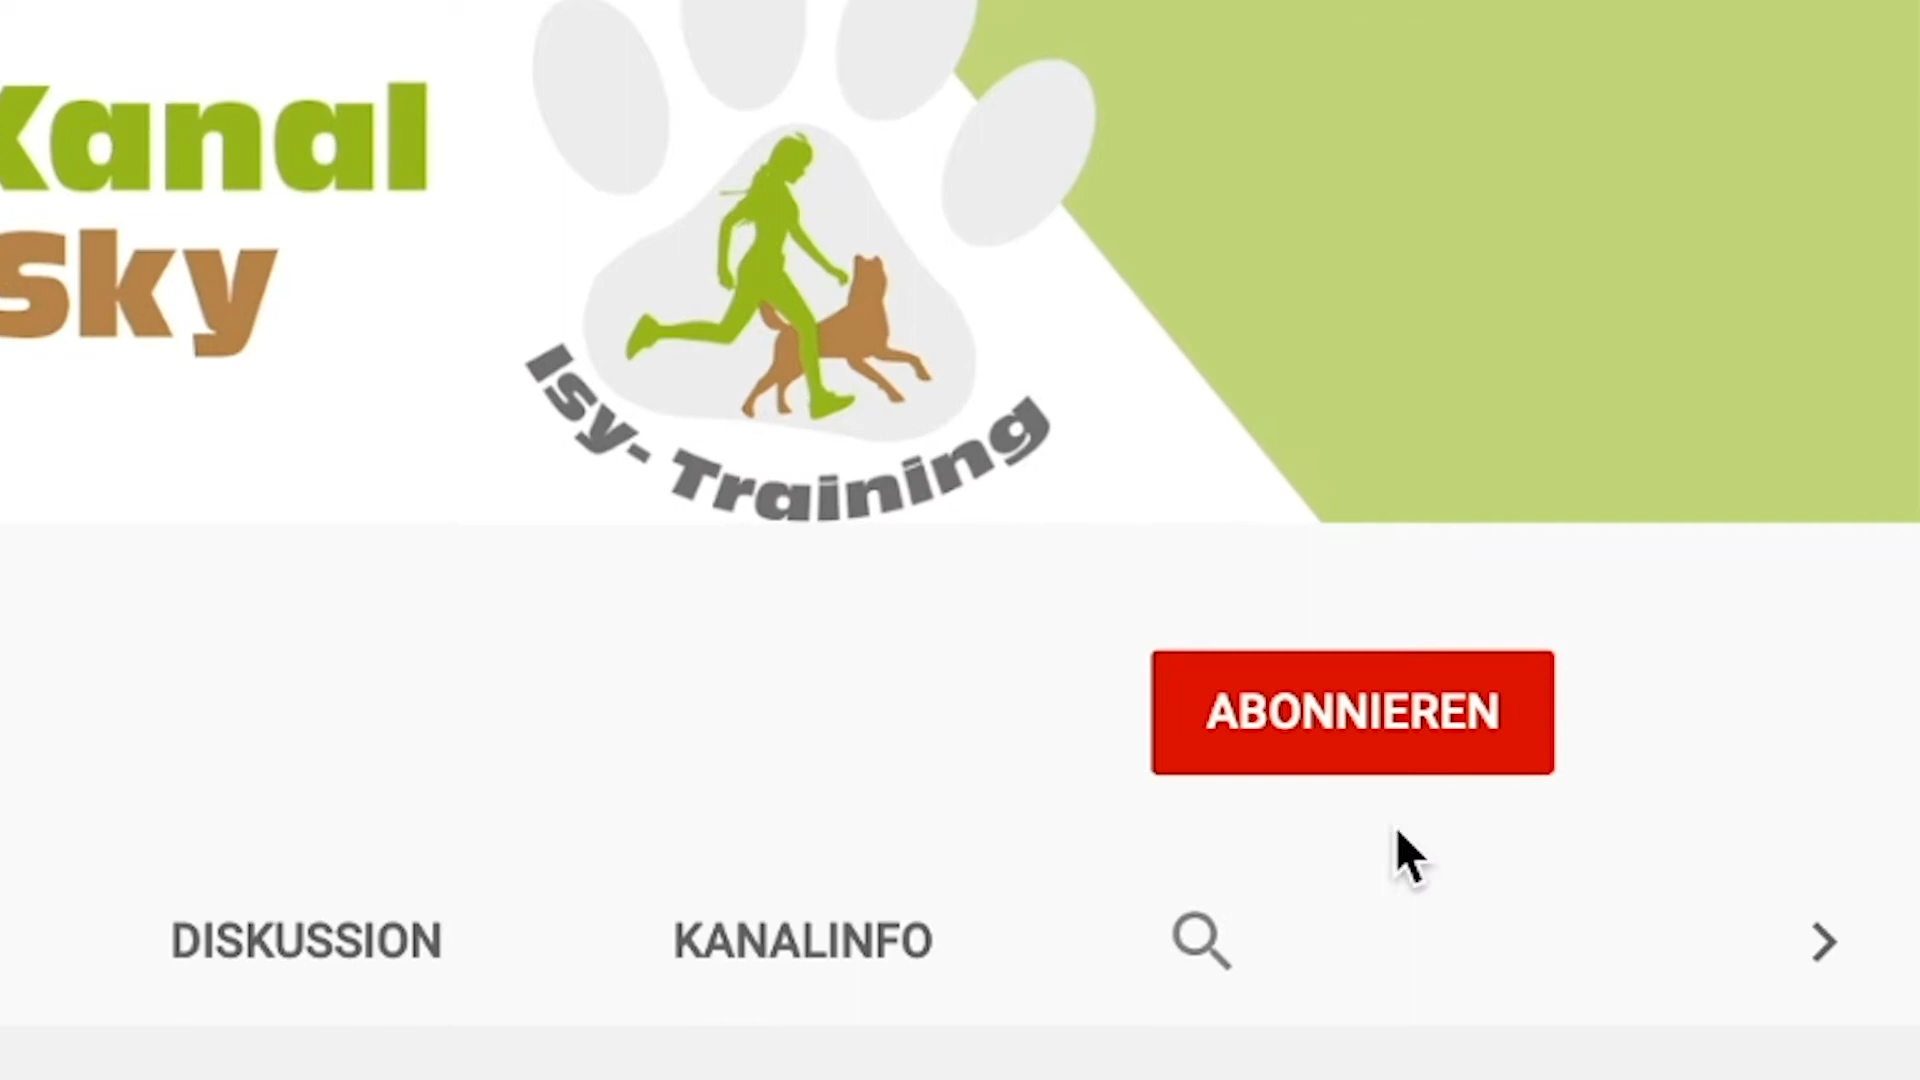 Kanal
Sky
Isy- Training
ABONNIEREN
DISKUSSION
KANALINFO